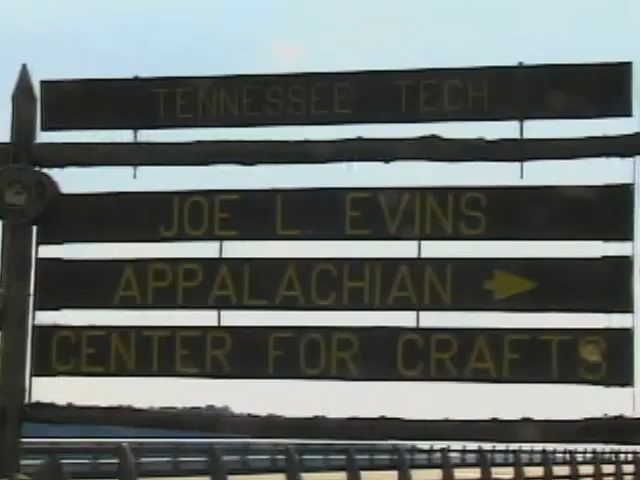 TENNESSEE TECH
JOE L. EVINS
APPALACHIAN
CENTER FOR CRAFTS